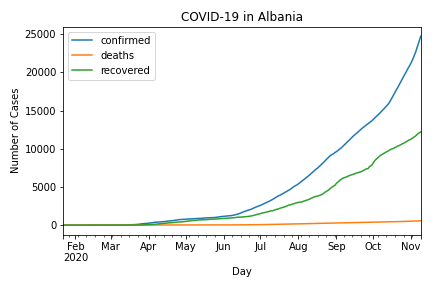 COVID-19 in Albania
confirmed
deaths
recovered
Number of Cases
25000
20000
15000
10000
5000
0
Feb Mar Apr May Jun Jul Aug Sep Oct Nov
2020
Day